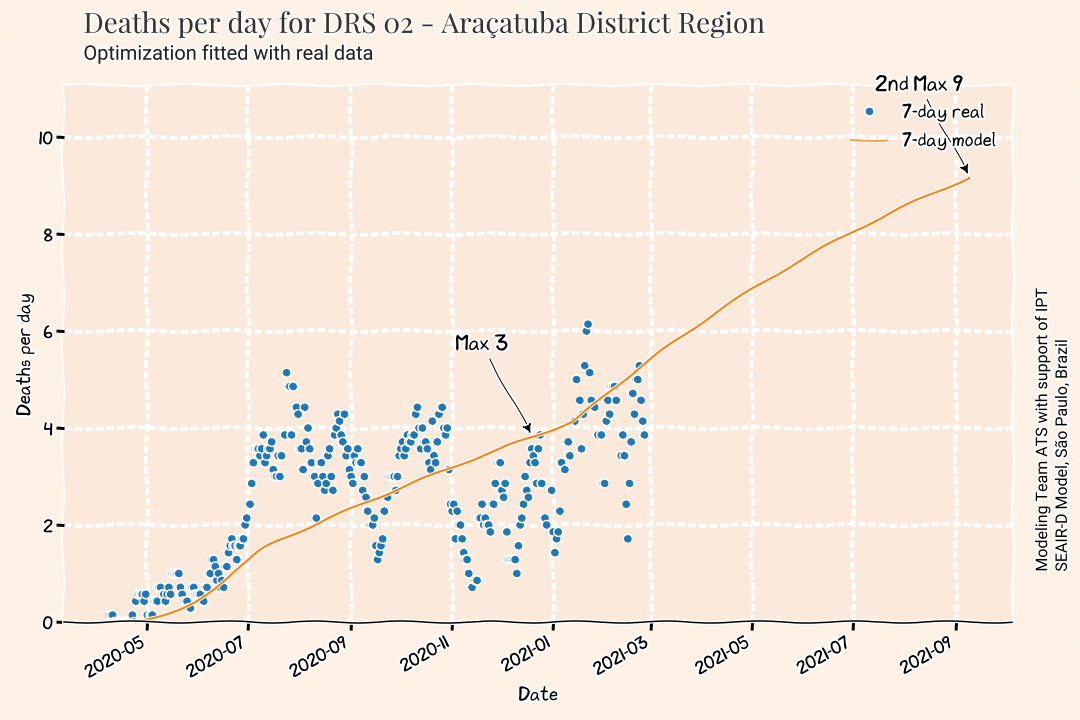 Deaths per day for DRS 02 - Araçatuba District Region
Optimization fitted with real data
2nd Max 9
7-day real
7-day model
Max 3
Deaths per day
10
8
6
4
2
0
2020-05
2020-07
2020-09
2020-11
2021-01
2021-03
2021-05
2021-07
2021-09
Date
Modeling Team ATS with support of IPT
SEAIR-D Model, São Paulo, Brazil